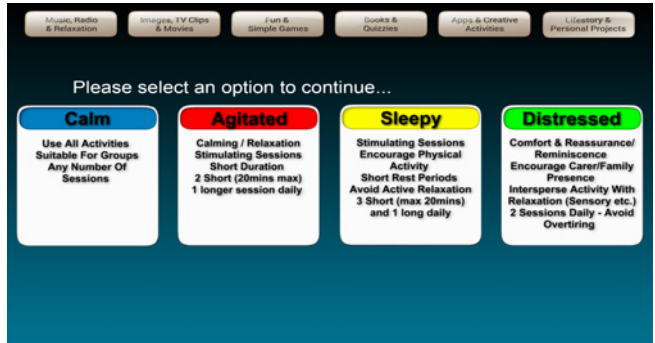 Music, Radio
& Relaxation
Images, TV Clips
& Movies
Fun &
Simple Games
Books &
Quizzies
Apps & Creative
Activities
Lifestory &
Personal Projects
Please select an option to continue...
Calm
Use All Activities
Suitable For Groups
Any Number Of
Sessions
Agitated
Calming / Relaxation
Stimulating Sessions
Short Duration
2 Short (20mins max)
1 longer session daily
Sleepy
Stimulating Sessions
Encourage Physical
Activity
Short Rest Periods
Avoid Active Relaxation
3 Short (max 20mins)
and 1 long daily
Distressed
Comfort & Reassurance/
Reminiscence
Encourage Carer/Family
Presence
Intersperse Activity With
Relaxation (Sensory etc.)
2 Sessions Daily - Avoid
Overtiring